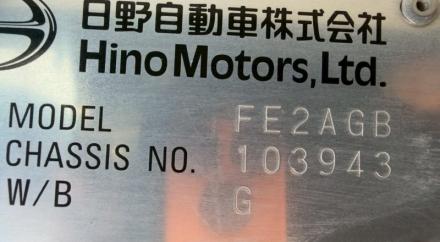 日野自動車株式会社
Hino Motors, Ltd.
MODEL FE2AGB
CHASSIS NO. 103943
W/B G